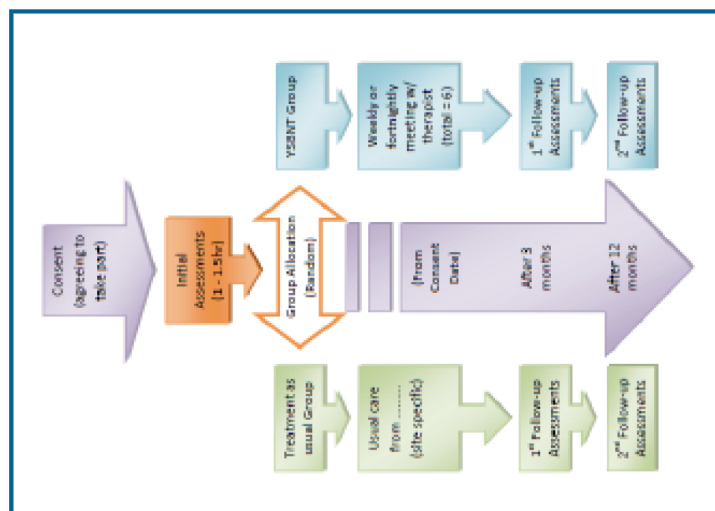 Consent
(agreeing to
take part)
Initial
Assessments
(1 - 1.5hr)
Group Allocation
(Random)
Treatment as
usual Group
YSBNT Group
Usual care
from ..............
(site specific)
Weekly or
fortnightly
meeting w/
therapist
(total = 6)
(From
Consent
Date)
1st Follow-up
Assessments
After 3
months
1st Follow-up
Assessments
2nd Follow-up
Assessments
After 12
months
2nd Follow-up
Assessments